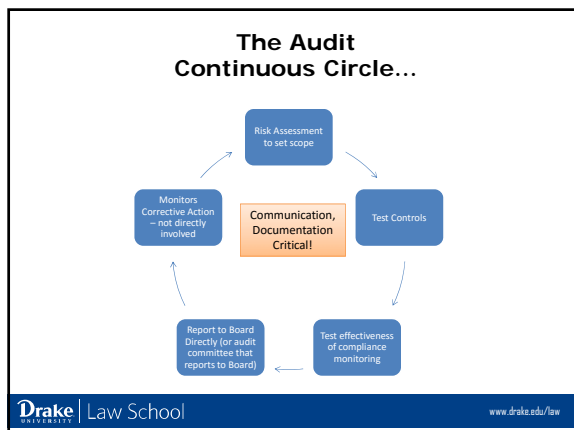 The Audit
Continuous Circle...
Risk Assessment
to set scope
Test Controls
Test effectiveness
of compliance
monitoring
Report to Board
Directly (or audit
committee that
reports to Board)
Monitors
Corrective Action
– not directly
involved
Communication,
Documentation
Critical!
Drake
UNIVERSITY
Law School
www.drake.edu/law